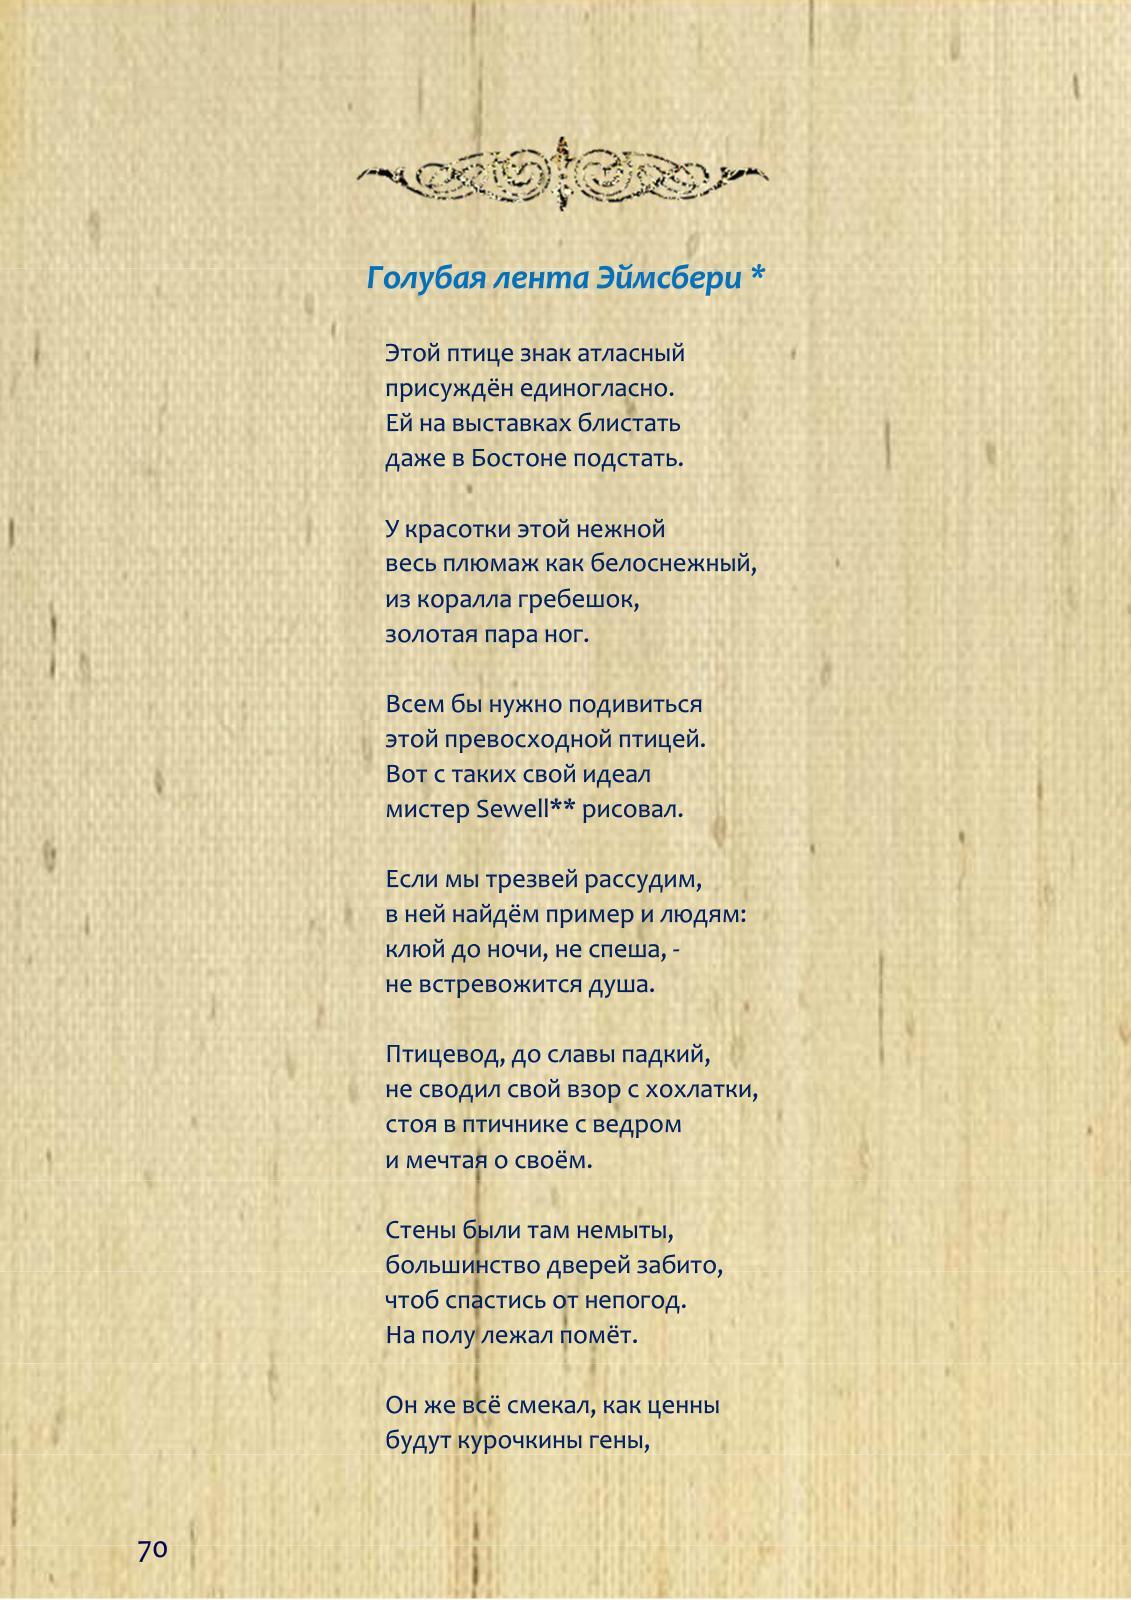 Голубая лента Эймсбери *
Этой птице знак атласный
присуждён единогласно.
Ей на выставках блистать
даже в Бостоне подстать.
У красотки этой нежной
весь плюмаж как белоснежный,
из коралла гребешок,
золотая пара ног.
Всем бы нужно подивиться
этой превосходной птицей.
Вот с таких свой идеал
мистер Sewell** рисовал.
Если мы трезвей рассудим,
в ней найдём пример и людям:
клюй до ночи, не спеша, -
не встревожится душа.
Птицевод, до славы падкий,
не сводил свой взор с хохлатки,
стоя в птичнике с ведром
и мечтая о своём.
Стены были там немыты,
большинство дверей забито,
чтоб спастись от непогод.
На полу лежал помёт.
Он же всё смекал, как ценны
будут курочкины гены,
70